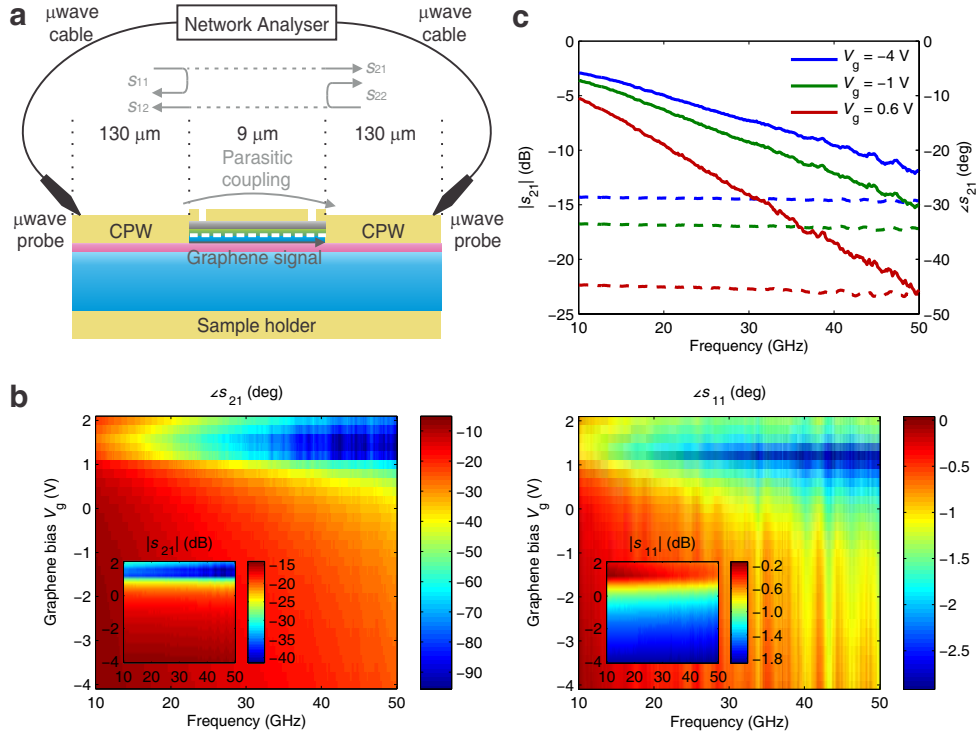 a
μwave
cable
Network Analyser
μwave
cable
S11
S21
S12
S22
130 μm
9 μm
130 μm
Parasitic
coupling
μwave
probe
CPW
CPW
μwave
probe
Graphene signal
Sample holder
c
0
−5
−10
−15
−20
−25
|s21| (dB)
10
20
30
40
50
Frequency (GHz)
0
−10
−20
−30
−40
−50
∠s21 (deg)
Vg = −4 V
Vg = −1 V
Vg = 0.6 V
b
∠s21 (deg)
2
1
0
−1
−2
−3
−4
Graphene bias Vg (V)
10
20
30
40
50
Frequency (GHz)
|s21| (dB)
2
0
−2
−4
10
20
30
40
50
−15
−20
−25
−30
−35
−40
−10
−20
−30
−40
−50
−60
−70
−80
−90
∠s11 (deg)
2
1
0
−1
−2
−3
−4
Graphene bias Vg (V)
10
20
30
40
50
Frequency (GHz)
|s11| (dB)
2
0
−2
−4
10
20
30
40
50
−0.2
−0.6
−1.0
−1.4
−1.8
0
−0.5
−1.0
−1.5
−2.0
−2.5